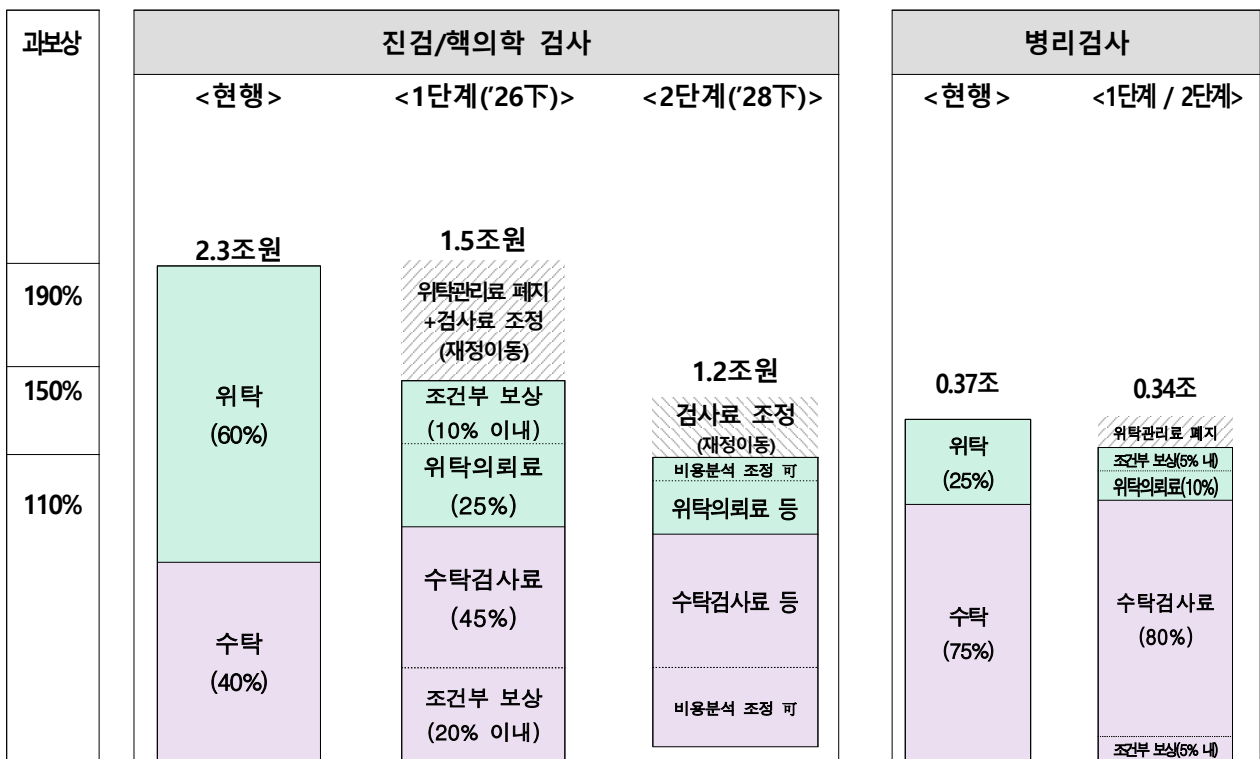 과보상
190%
150%
110%
진검/핵의학 검사
<현행>
2.3조원
위탁
(60%)
수탁
(40%)
<1단계('26下)>
1.5조원
위탁관리료 폐지
+검사료 조정
(재정이동)
조건부 보상
(10% 이내)
위탁의뢰료
(25%)
수탁검사료
(45%)
조건부 보상
(20% 이내)
<2단계('28下)>
1.2조원
검사료 조정
(재정이동)
비용분석 조정 可
위탁의뢰료 등
수탁검사료 등
비용분석 조정 可
병리검사
<현행>
0.37조
위탁
(25%)
수탁
(75%)
<1단계 / 2단계>
0.34조
위탁관리료 폐지
조건부 보상(5% 내)
위탁의뢰료(10%)
수탁검사료
(80%)
조건부 보상(5% 내)